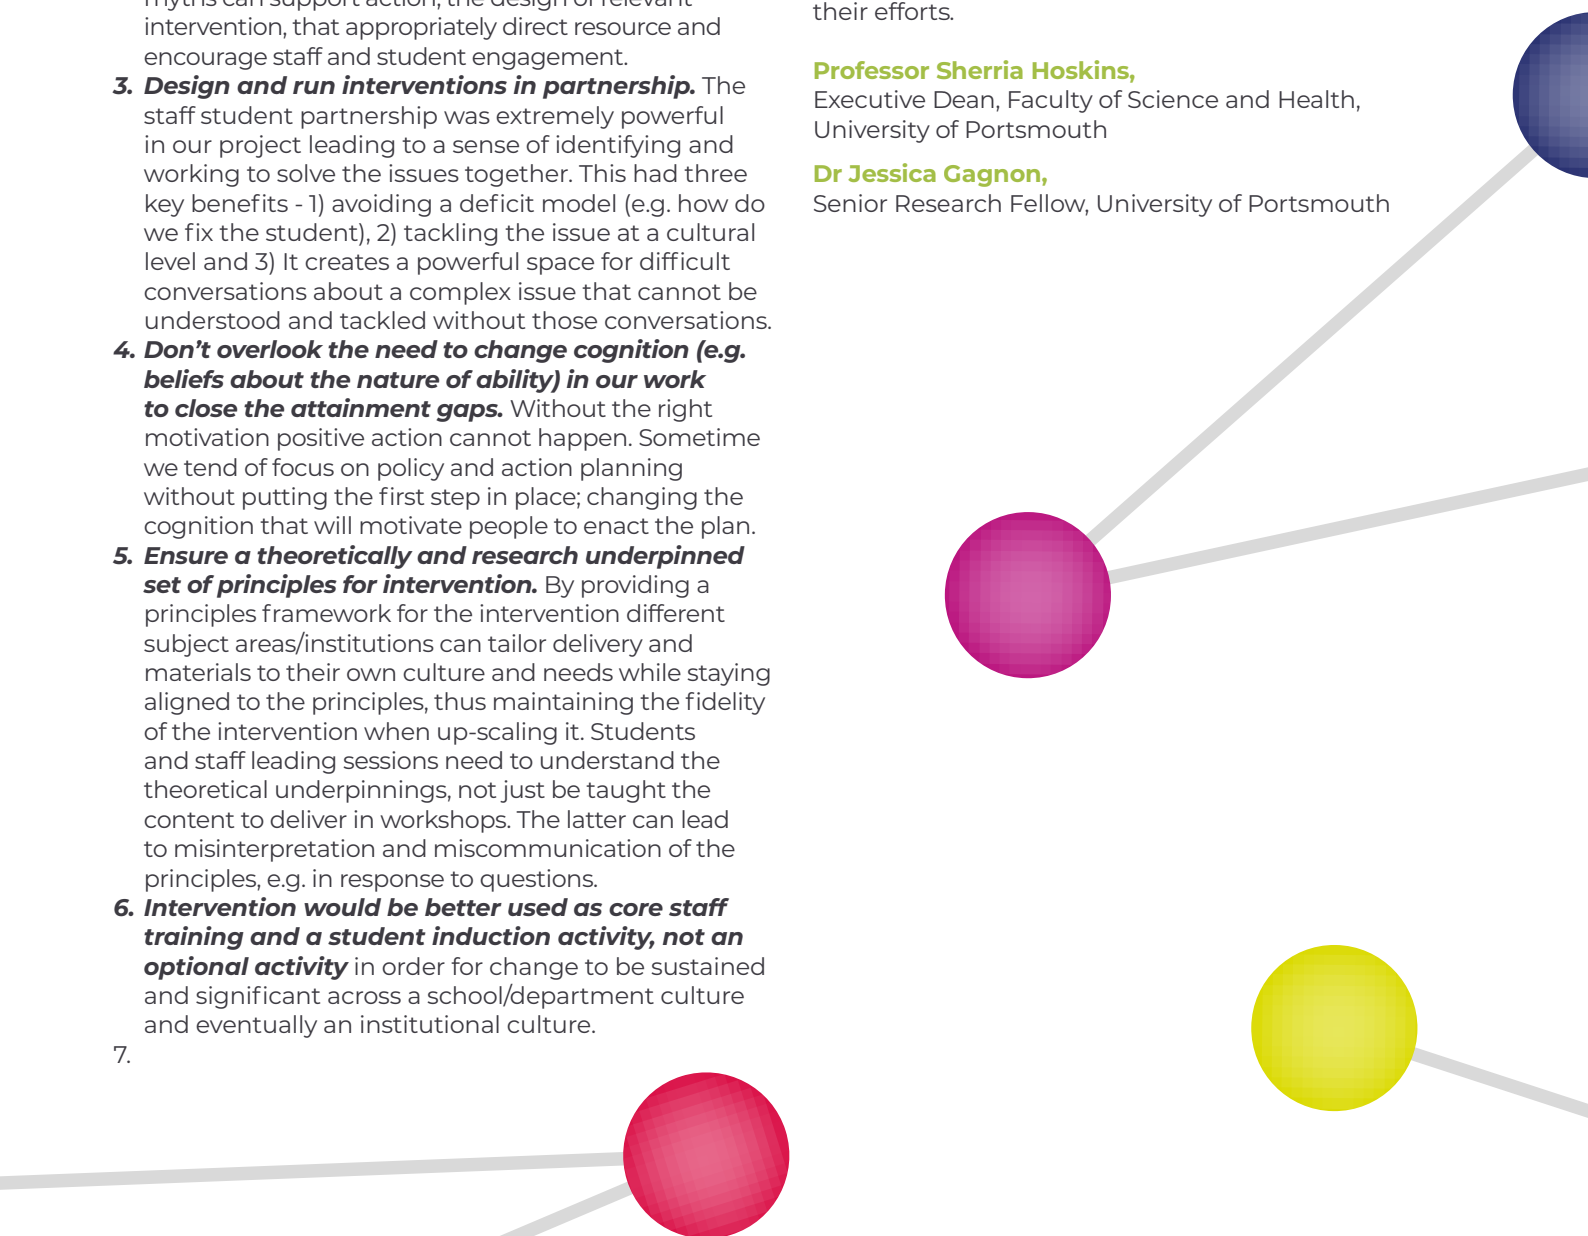 myths can support action, the design of relevant
intervention, that appropriately direct resource and
encourage staff and student engagement.
3. Design and run interventions in partnership. The
staff student partnership was extremely powerful
in our project leading to a sense of identifying and
working to solve the issues together. This had three
key benefits - 1) avoiding a deficit model (e.g. how do
we fix the student), 2) tackling the issue at a cultural
level and 3) It creates a powerful space for difficult
conversations about a complex issue that cannot be
understood and tackled without those conversations.
4. Don’t overlook the need to change cognition (e.g.
beliefs about the nature of ability) in our work
to close the attainment gaps. Without the right
motivation positive action cannot happen. Sometime
we tend of focus on policy and action planning
without putting the first step in place; changing the
cognition that will motivate people to enact the plan.
5. Ensure a theoretically and research underpinned
set of principles for intervention. By providing a
principles framework for the intervention different
subject areas/institutions can tailor delivery and
materials to their own culture and needs while staying
aligned to the principles, thus maintaining the fidelity
of the intervention when up-scaling it. Students
and staff leading sessions need to understand the
theoretical underpinnings, not just be taught the
content to deliver in workshops. The latter can lead
to misinterpretation and miscommunication of the
principles, e.g. in response to questions.
6. Intervention would be better used as core staff
training and a student induction activity, not an
optional activity in order for change to be sustained
and significant across a school/department culture
and eventually an institutional culture.
7.
their efforts.
Professor Sherria Hoskins,
Executive Dean, Faculty of Science and Health,
University of Portsmouth
Dr Jessica Gagnon,
Senior Research Fellow, University of Portsmouth